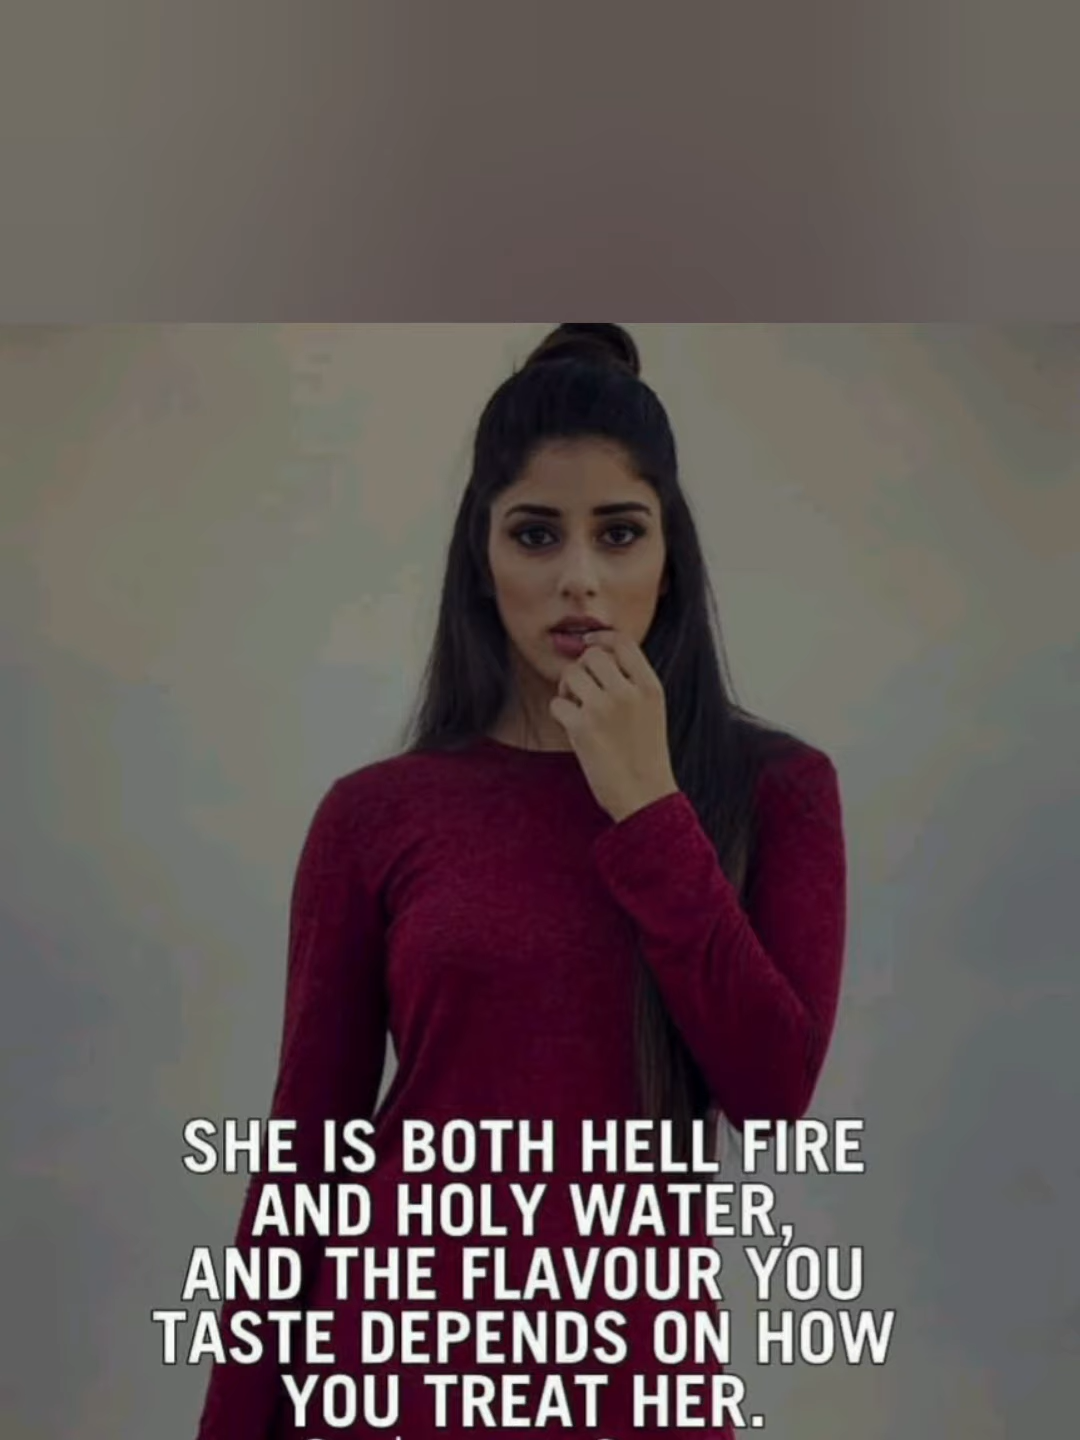 SHE IS BOTH HELL FIRE
AND HOLY WATER,
AND THE FLAVOUR YOU
TASTE DEPENDS ON HOW
YOU TREAT HER.